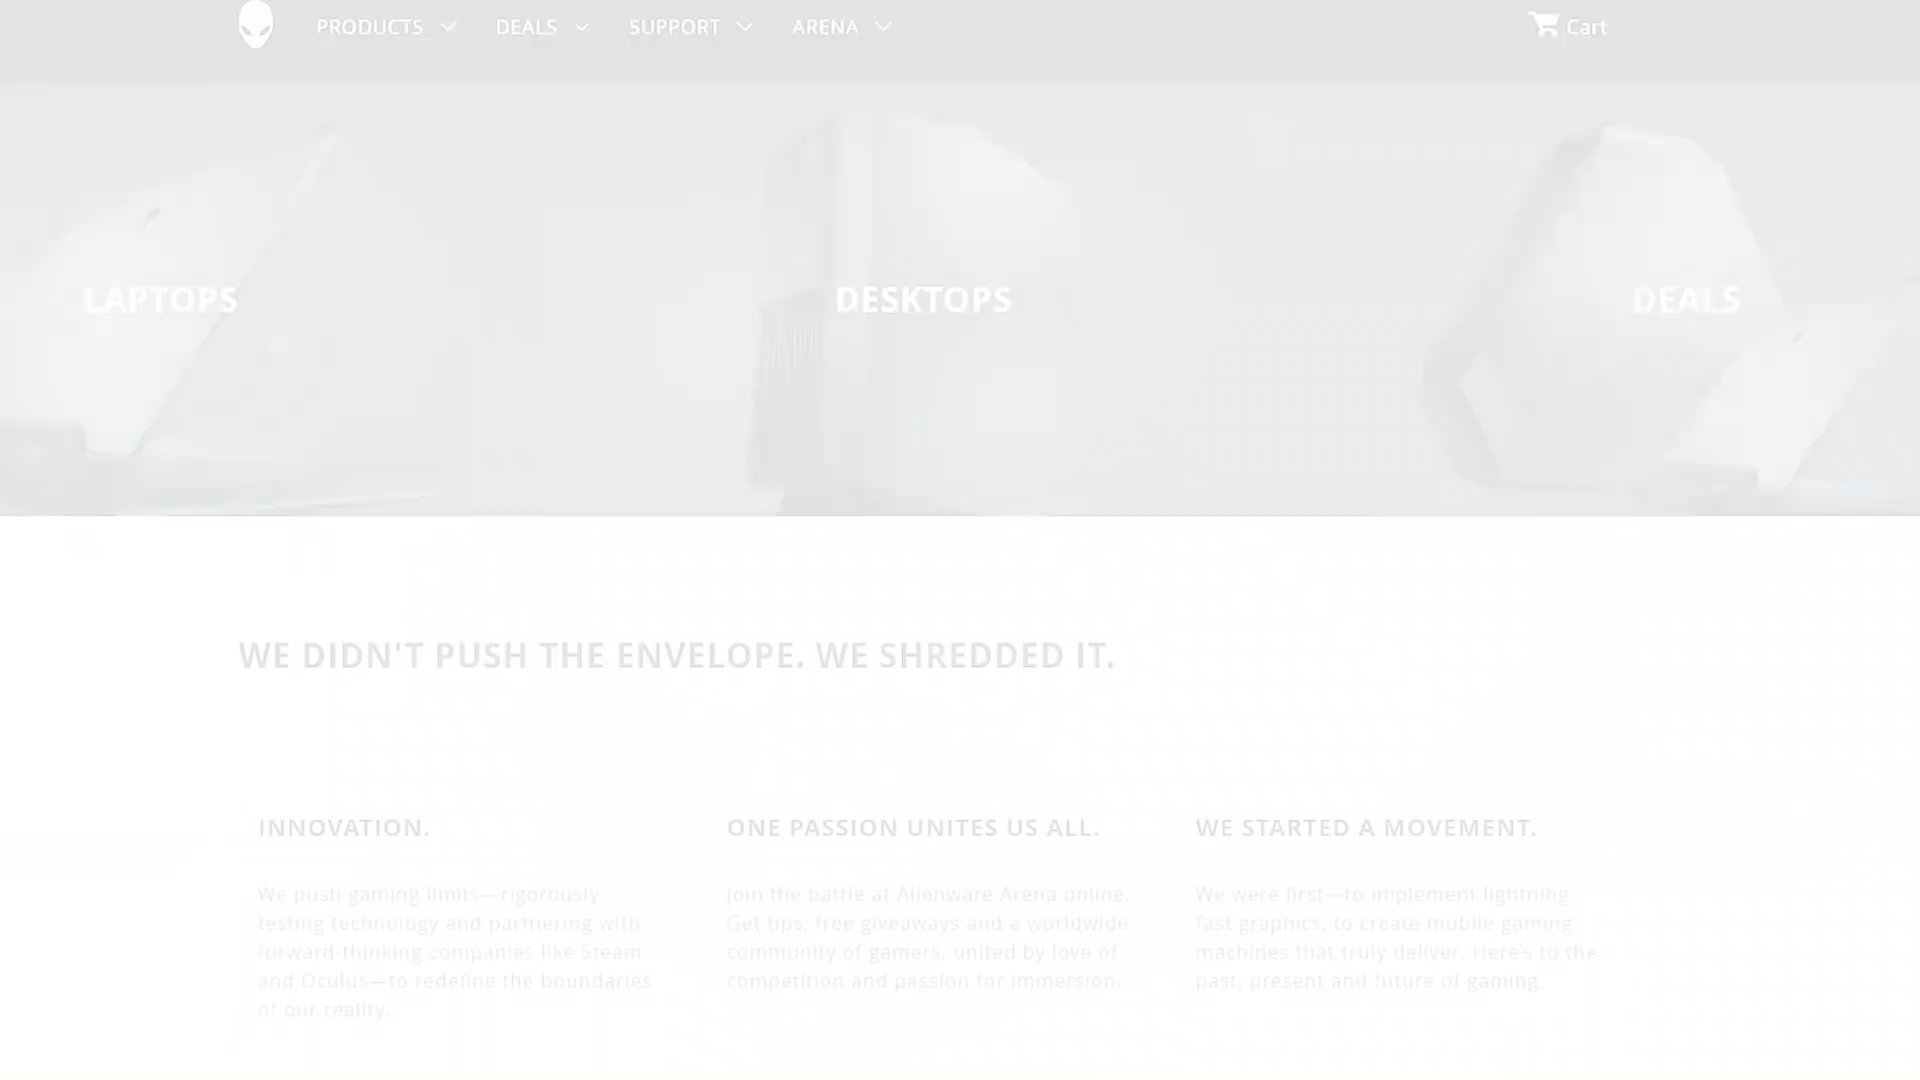 PRODUCTS DEALS SUPPORT ARENA Cart
LAPTOPS DESKTOPS DEALS
WE DIDN'T PUSH THE ENVELOPE. WE SHREDDED IT.
INNOVATION.
We push gaming limits—rigorously
testing technology and partnering with
forward-thinking companies like Steam
and Oculus—to redefine the boundaries
of our reality.
ONE PASSION UNITES US ALL.
Join the battle at Alienware Arena online.
Get tips, free giveaways and a worldwide
community of gamers, united by love of
competition and passion for immersion.
WE STARTED A MOVEMENT.
We were first—to implement lightning
fast graphics, to create mobile gaming
machines that truly deliver. Here's to the
past, present and future of gaming.